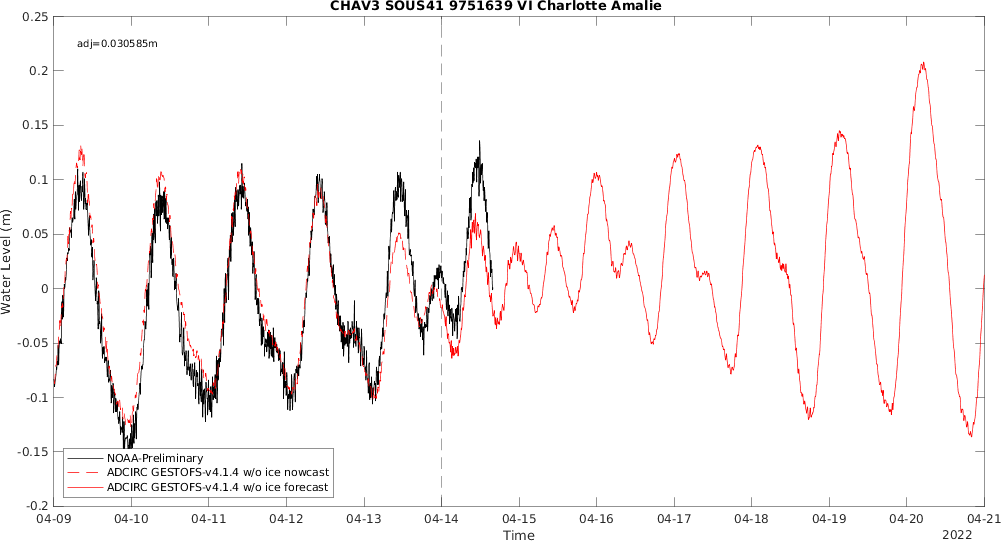 CHAV3 SOUS41 9751639 VI Charlotte Amalie
adj=0.030585m
0.25
0.2
0.15
0.1
0.05
0
-0.05
-0.1
-0.15
-0.2
Water Level (m)
NOAA-Preliminary
ADCIRC GESTOFS-v4.1.4 w/o ice nowcast
ADCIRC GESTOFS-v4.1.4 w/o ice forecast
04-09 04-10 04-11 04-12 04-13 04-14 04-15 04-16 04-17 04-18 04-19 04-20 04-21
Time
2022